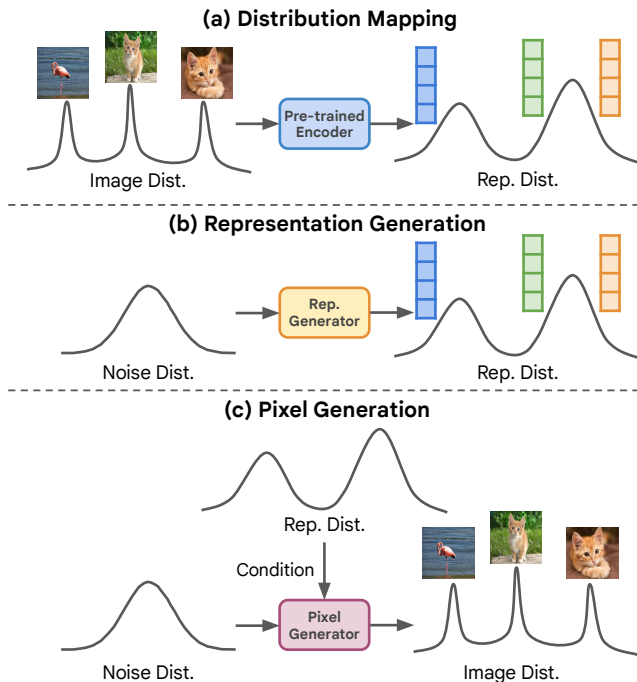 (a) Distribution Mapping
Pre-trained
Encoder
Image Dist.
Rep. Dist.
(b) Representation Generation
Rep.
Generator
Noise Dist.
Rep. Dist.
(c) Pixel Generation
Rep. Dist.
Condition
Pixel
Generator
Noise Dist.
Image Dist.